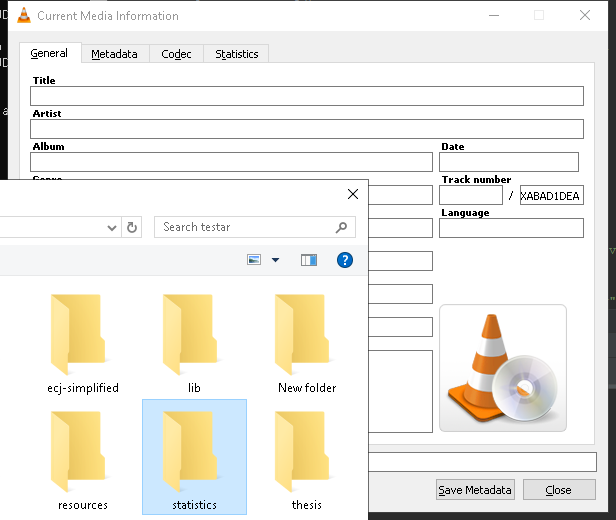 Current Media Information
General Metadata Codec Statistics
Title
Artist
Album Date
Track number
/ XABAD1DEA
Language
Search testar
ecj-simplified lib New folder
resources statistics thesis
Save Metadata Close